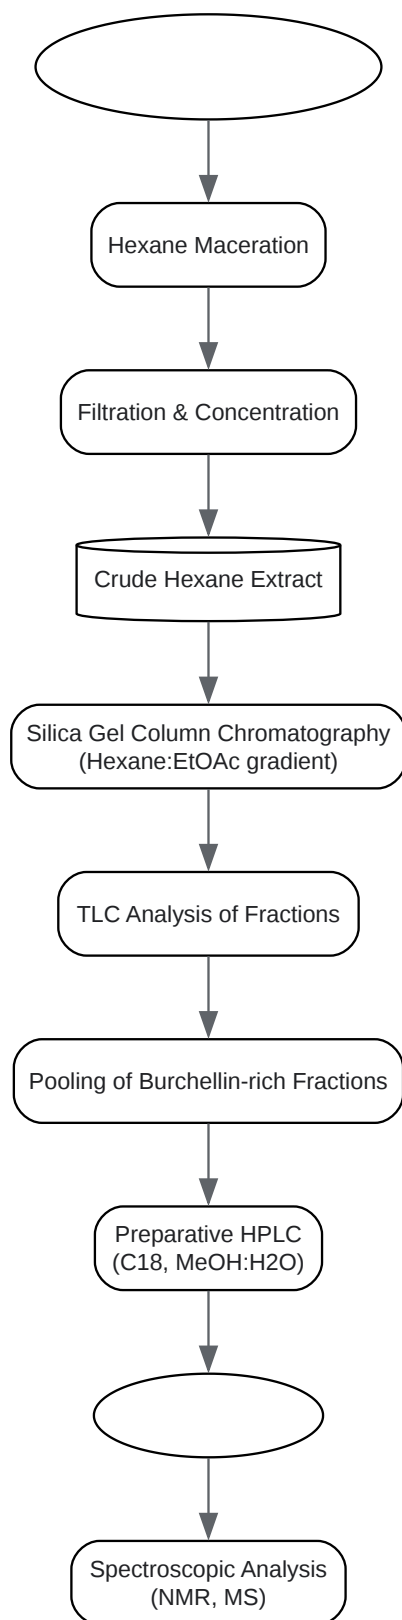 Hexane Maceration
Filtration & Concentration
Crude Hexane Extract
Silica Gel Column Chromatography
(Hexane:EtOAc gradient)
TLC Analysis of Fractions
Pooling of Burchellin-rich Fractions
Preparative HPLC
(C18, MeOH:H2O)
Spectroscopic Analysis
(NMR, MS)